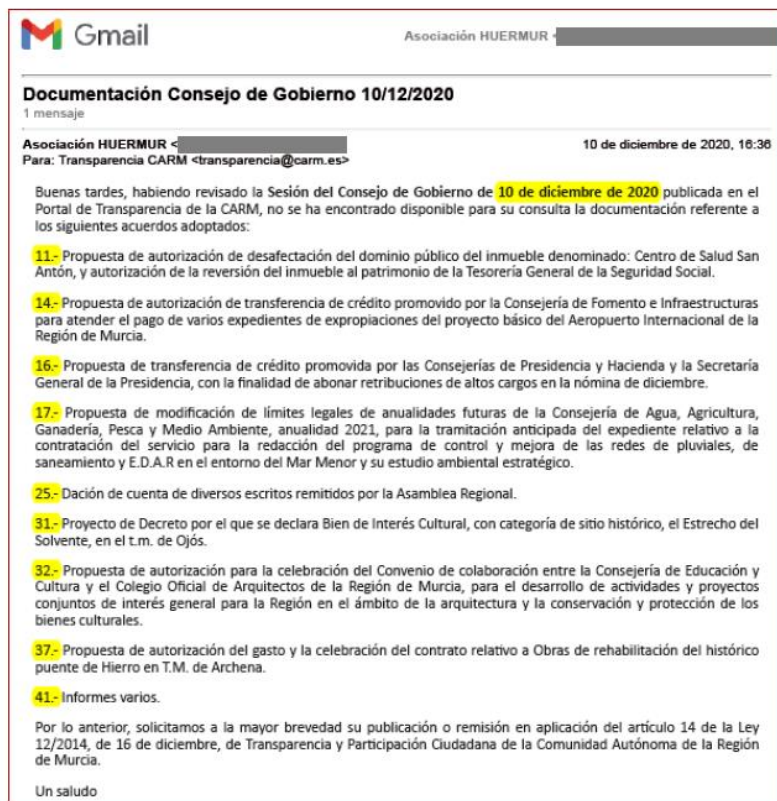 Gmail
Asociación HUERMUR <
Documentación Consejo de Gobierno 10/12/2020
1 mensaje
Asociación HUERMUR <
10 de diciembre de 2020, 16:36
Para: Transparencia CARM <transparencia@carm.es>
Buenas tardes, habiendo revisado la Sesión del Consejo de Gobierno de 10 de diciembre de 2020 publicada en el
Portal de Transparencia de la CARM, no se ha encontrado disponible para su consulta la documentación referente a
los siguientes acuerdos adoptados:
11.- Propuesta de autorización de desafectación del dominio público del inmueble denominado: Centro de Salud San
Antón, y autorización de la reversión del inmueble al patrimonio de la Tesorería General de la Seguridad Social.
14.- Propuesta de autorización de transferencia de crédito promovido por la Consejería de Fomento e Infraestructuras
para atender el pago de varios expedientes de expropiaciones del proyecto básico del Aeropuerto Internacional de la
Región de Murcia.
16.- Propuesta de transferencia de crédito promovida por las Consejerías de Presidencia y Hacienda y la Secretaría
General de la Presidencia, con la finalidad de abonar retribuciones de altos cargos en la nómina de diciembre.
17.- Propuesta de modificación de límites legales de anualidades futuras de la Consejería de Agua, Agricultura,
Ganadería, Pesca y Medio Ambiente, anualidad 2021, para la tramitación anticipada del expediente relativo a la
contratación del servicio para la redacción del programa de control y mejora de las redes de pluviales, de
saneamiento y E.D.A.R en el entorno del Mar Menor y su estudio ambiental estratégico.
25.- Dación de cuenta de diversos escritos remitidos por la Asamblea Regional.
31.- Proyecto de Decreto por el que se declara Bien de Interés Cultural, con categoría de sitio histórico, el Estrecho del
Solvente, en el t.m. de Ojós.
32.- Propuesta de autorización para la celebración del Convenio de colaboración entre la Consejería de Educación y
Cultura y el Colegio Oficial de Arquitectos de la Región de Murcia, para el desarrollo de actividades y proyectos
conjuntos de interés general para la Región en el ámbito de la arquitectura y la conservación y protección de los
bienes culturales.
37.- Propuesta de autorización del gasto y la celebración del contrato relativo a Obras de rehabilitación del histórico
puente de Hierro en T.M. de Archena.
41.- Informes varios.
Por lo anterior, solicitamos a la mayor brevedad su publicación o remisión en aplicación del artículo 14 de la Ley
12/2014, de 16 de diciembre, de Transparencia y Participación Ciudadana de la Comunidad Autónoma de la Región
de Murcia.
Un saludo